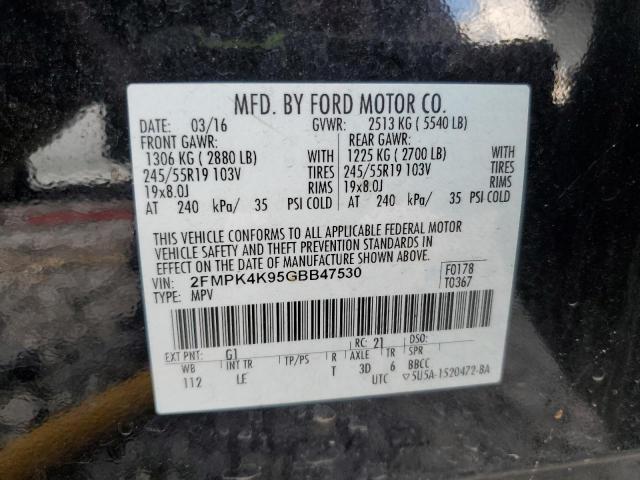 MFD. BY FORD MOTOR CO.
DATE: 03/16 GVWR: 2513 KG ( 5540 LB)
FRONT GAWR: REAR GAWR:
1306 KG ( 2880 LB) WITH 1225 KG ( 2700 LB) WITH
245/55R19 103V TIRES 245/55R19 103V TIRES
19x8.0J RIMS 19x8.0J RIMS
AT 240 kPa/ 35 PSI COLD AT 240 kPa/ 35 PSI COLD
THIS VEHICLE CONFORMS TO ALL APPLICABLE FEDERAL MOTOR
VEHICLE SAFETY AND THEFT PREVENTION STANDARDS IN
EFFECT ON THE DATE OF MANUFACTURE SHOWN ABOVE.
VIN: 2FMPK4K95GBB47530 F0178
TYPE: MPV T0367
EXT PNT: G1 RC: 21 DSO:
WB INT TR TP/PS R AXLE TR SPR
112 LE T 3D 6 BBCC
UTC ▽5U5A-1520472-BA